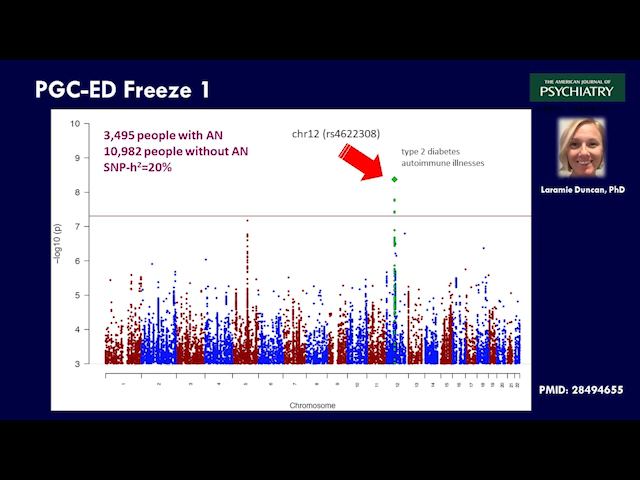 PGC-ED Freeze 1
THE AMERICAN JOURNAL OF
PSYCHIATRY
3,495 people with AN
10,982 people without AN
SNP-h²=20%
chr12 (rs4622308)
type 2 diabetes
autoimmune illnesses
Laramie Duncan, PhD
−log10 (p)
10
9
8
7
6
5
4
3
1 2 3 4 5 6 7 8 9 10 11 12 13 14 15 16 17 18 19 20 21 22
Chromosome
PMID: 28494655